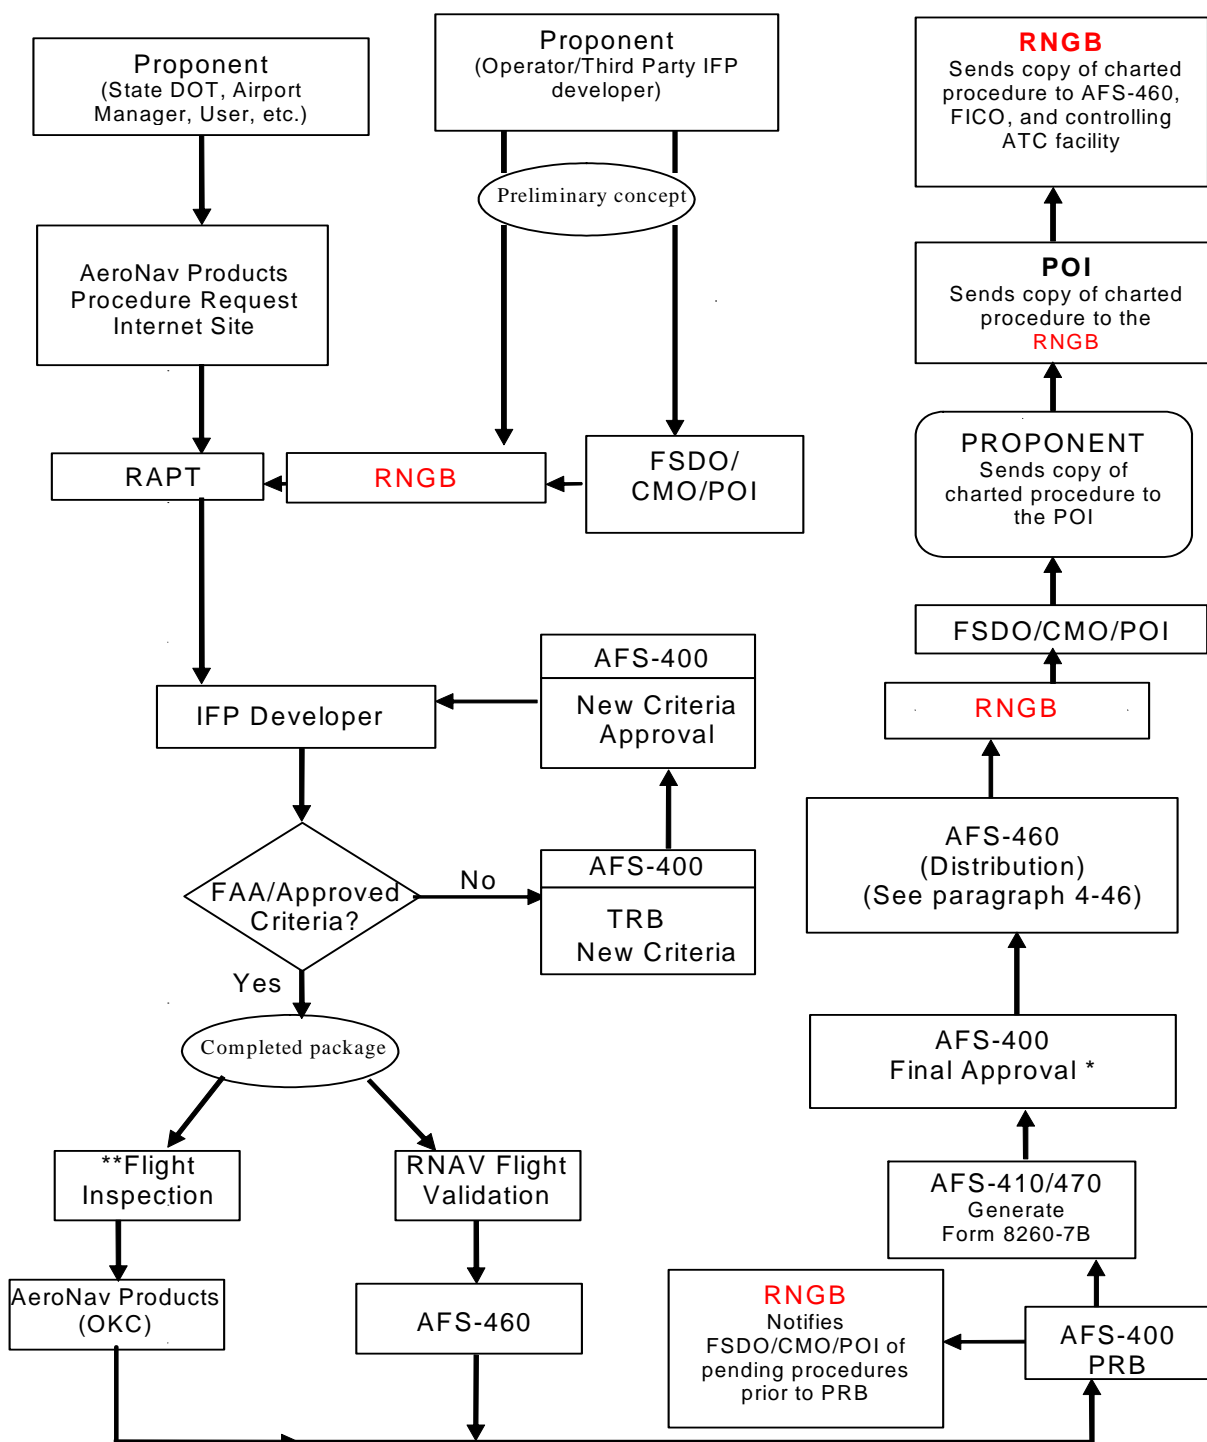 Proponent
(State DOT, Airport
Manager, User, etc.)
Proponent
(Operator/Third Party IFP
developer)
Preliminary concept
AeroNav Products
Procedure Request
Internet Site
RAPT
RNGB
FSDO/
CMO/POI
IFP Developer
AFS-400
New Criteria
Approval
FAA/Approved
Criteria?
No
AFS-400
TRB
New Criteria
Yes
Completed package
**Flight
Inspection
RNAV Flight
Validation
AeroNav Products
(OKC)
AFS-460
RNGB
Notifies
FSDO/CMO/POI of
pending procedures
prior to PRB
AFS-400
PRB
AFS-410/470
Generate
Form 8260-7B
AFS-400
Final Approval *
AFS-460
(Distribution)
(See paragraph 4-46)
RNGB
FSDO/CMO/POI
PROPONENT
Sends copy of
charted procedure to
the POI
POI
Sends copy of charted
procedure to the
RNGB
RNGB
Sends copy of charted
procedure to AFS-460,
FICO, and controlling
ATC facility